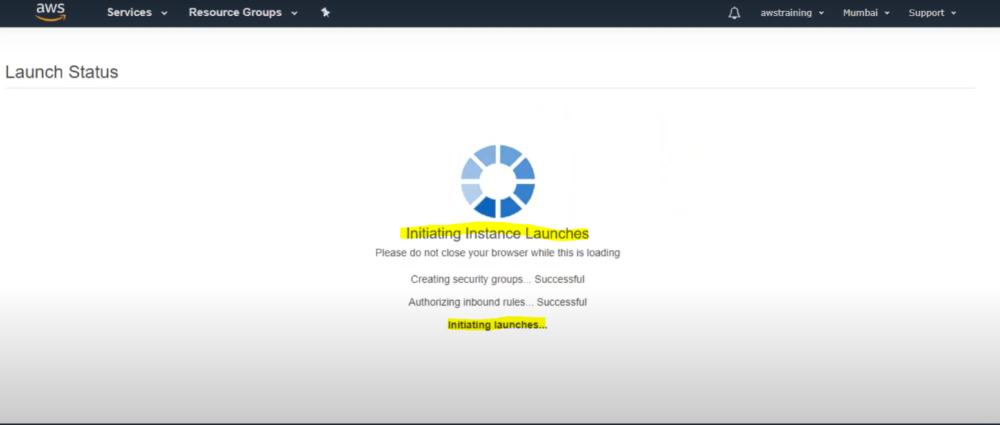 aws Services Resource Groups awstraining Mumbai Support
Launch Status
Initiating Instance Launches
Please do not close your browser while this is loading
Creating security groups... Successful
Authorizing inbound rules... Successful
Initiating launches...